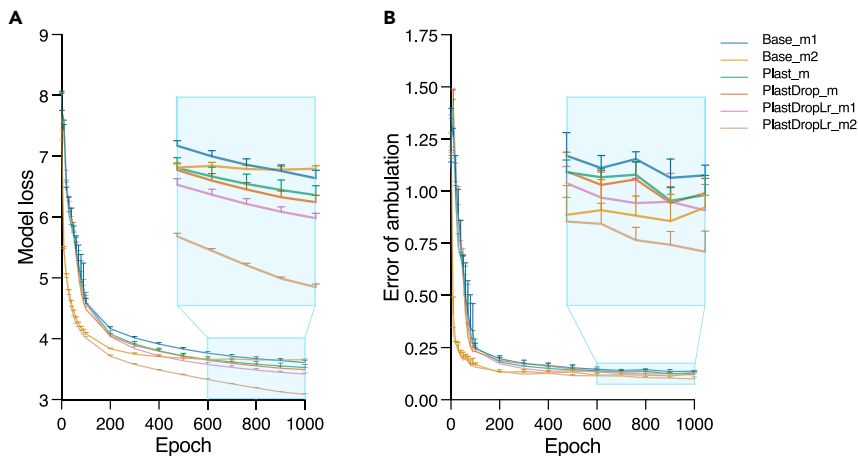 A
B
Model loss
9
8
7
6
5
4
3
0 200 400 600 800 1000
Epoch
Error of ambulation
1.75
1.50
1.25
1.00
0.75
0.50
0.25
0.00
0 200 400 600 800 1000
Epoch
Base_m1
Base_m2
Plast_m
PlastDrop_m
PlastDropLr_m1
PlastDropLr_m2